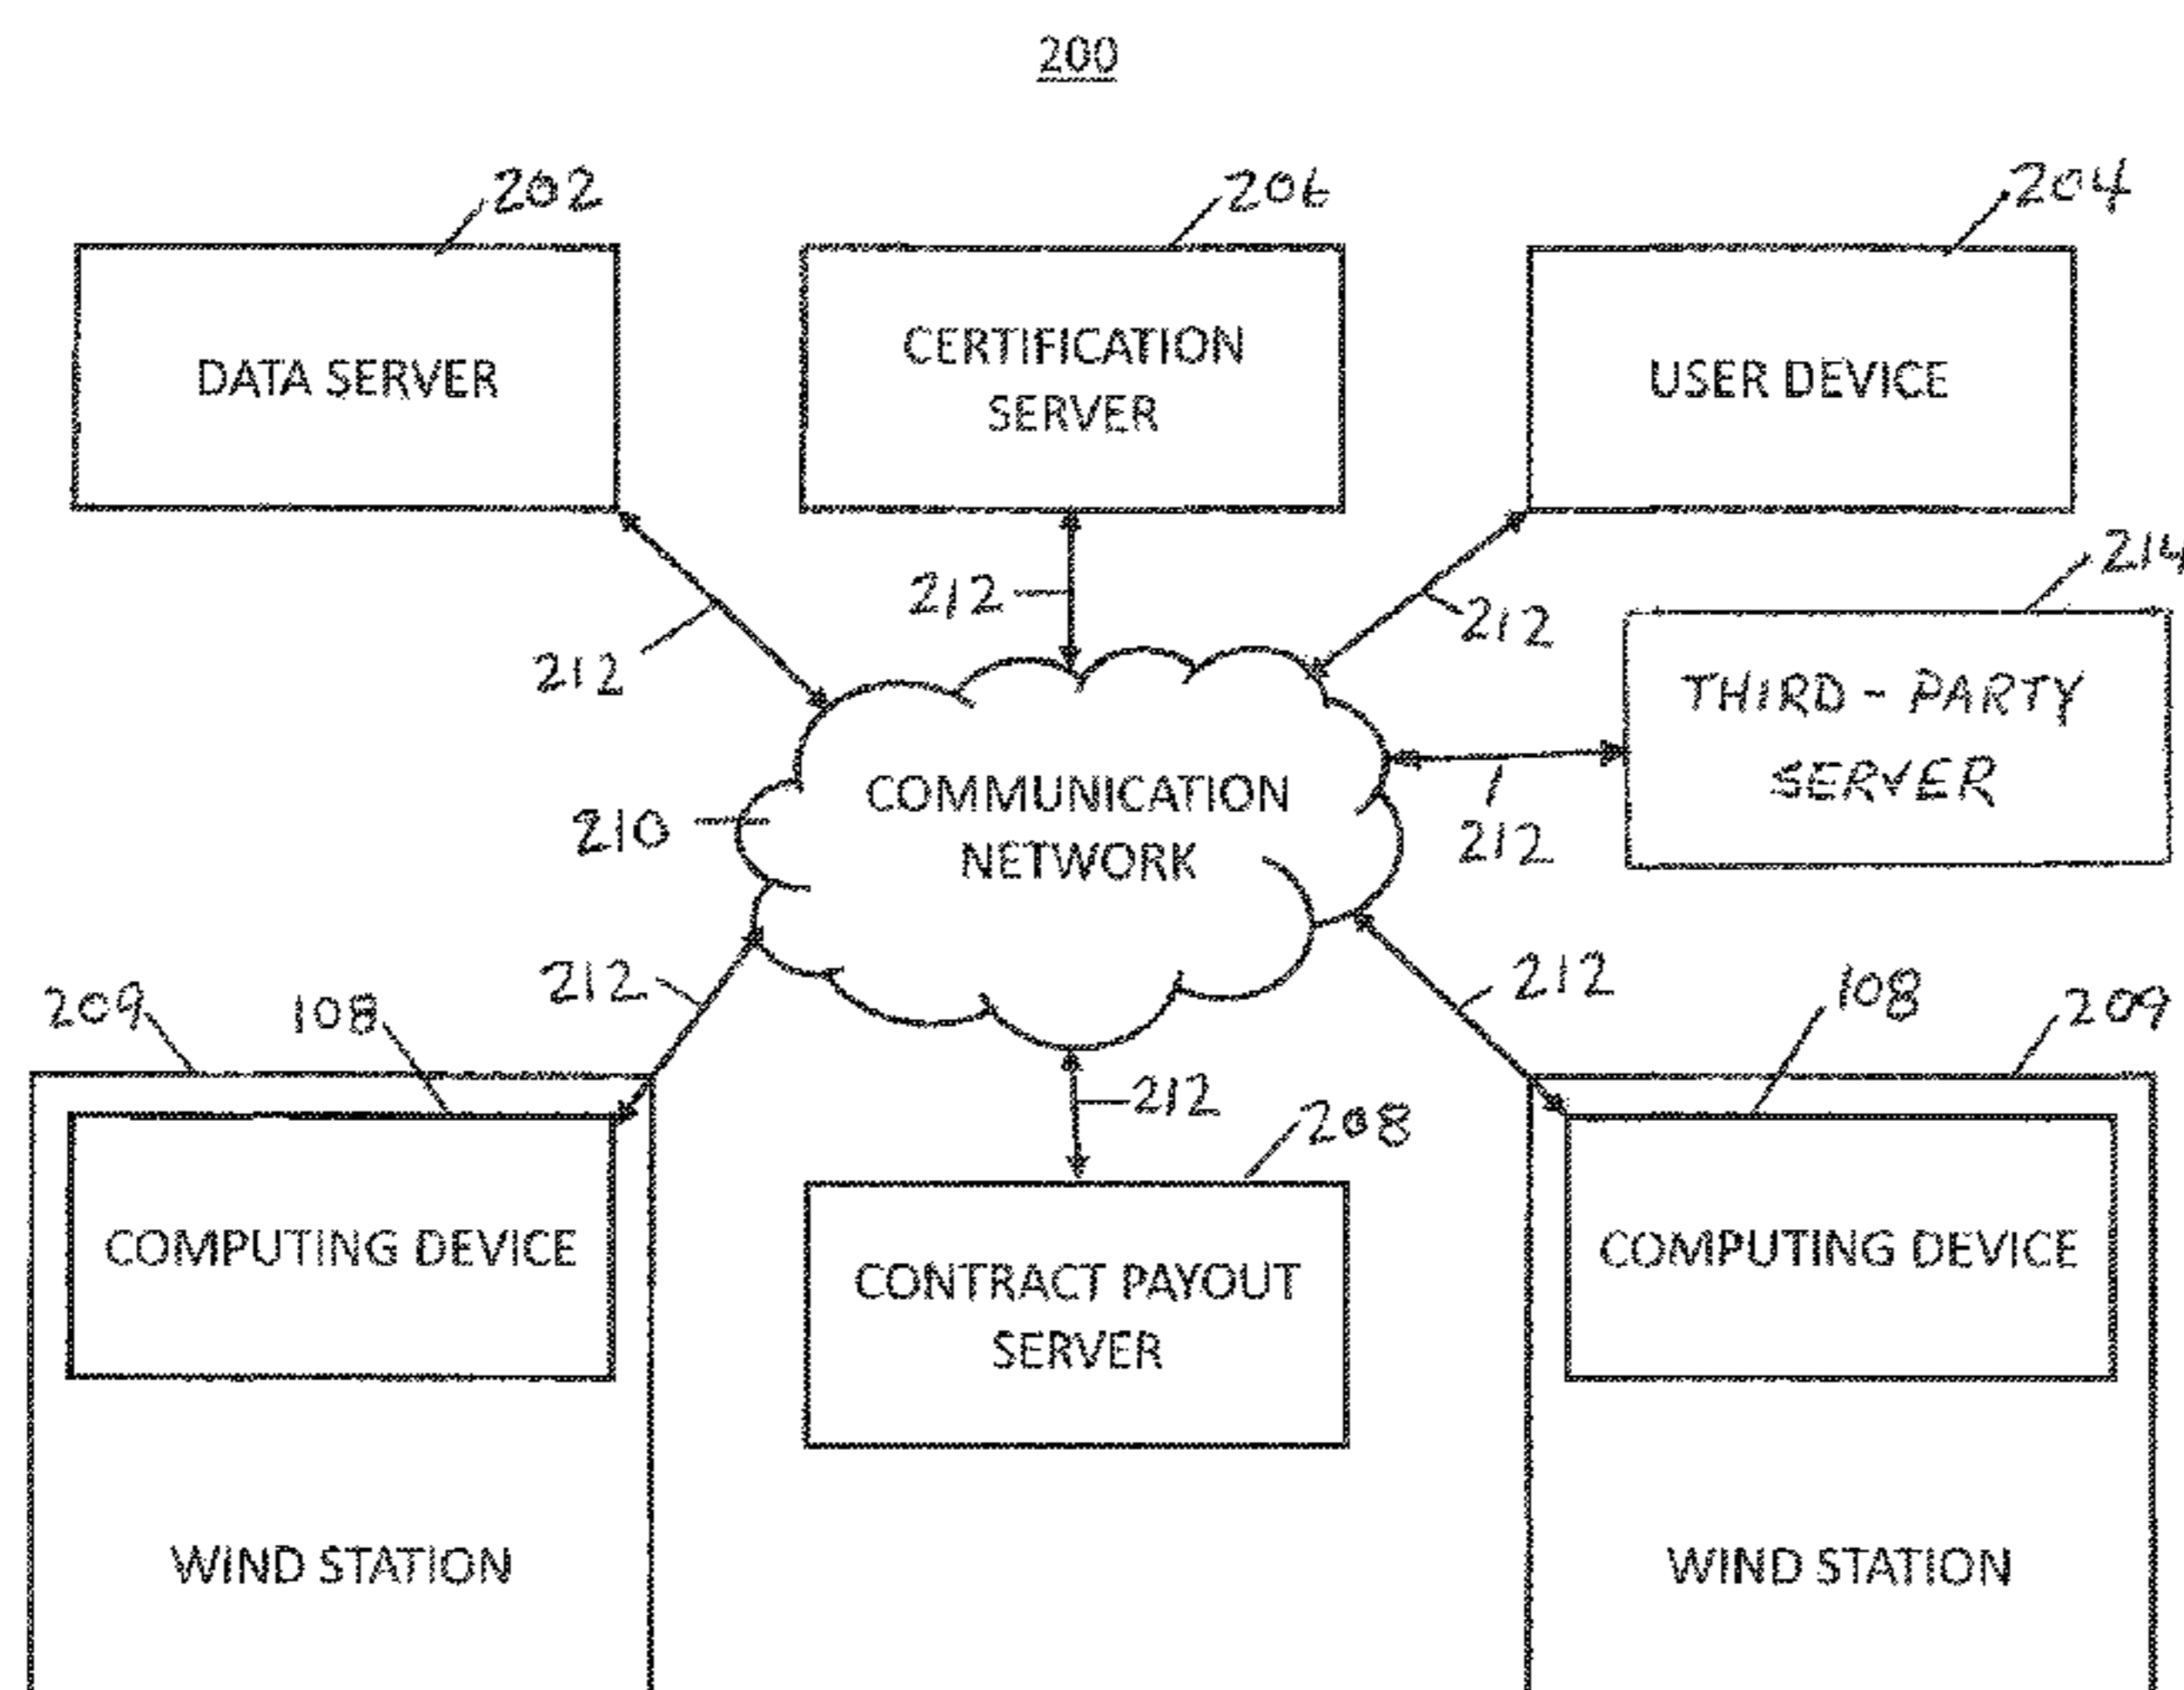 200
202
206
204
DATA SERVER
CERTIFICATION
SERVER
USER DEVICE
214
212
212
212
THIRD - PARTY
SERVER
COMMUNICATION
NETWORK
210
212
212
212
209
108
108
209
212
208
COMPUTING DEVICE
CONTRACT PAYOUT
SERVER
COMPUTING DEVICE
WIND STATION
WIND STATION